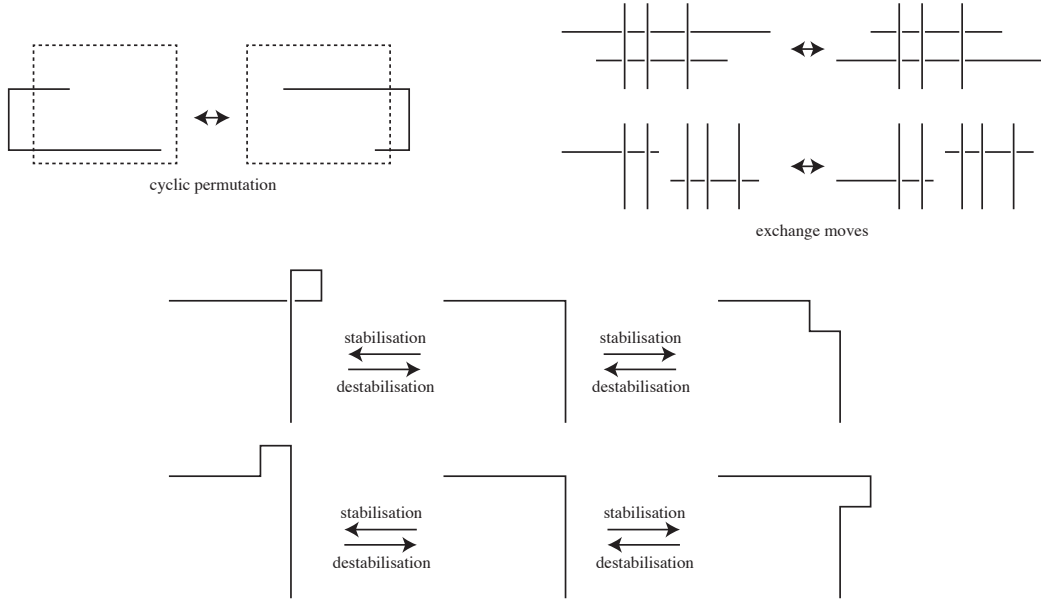 cyclic permutation
exchange moves
stabilisation
destabilisation
stabilisation
destabilisation
stabilisation
destabilisation
stabilisation
destabilisation